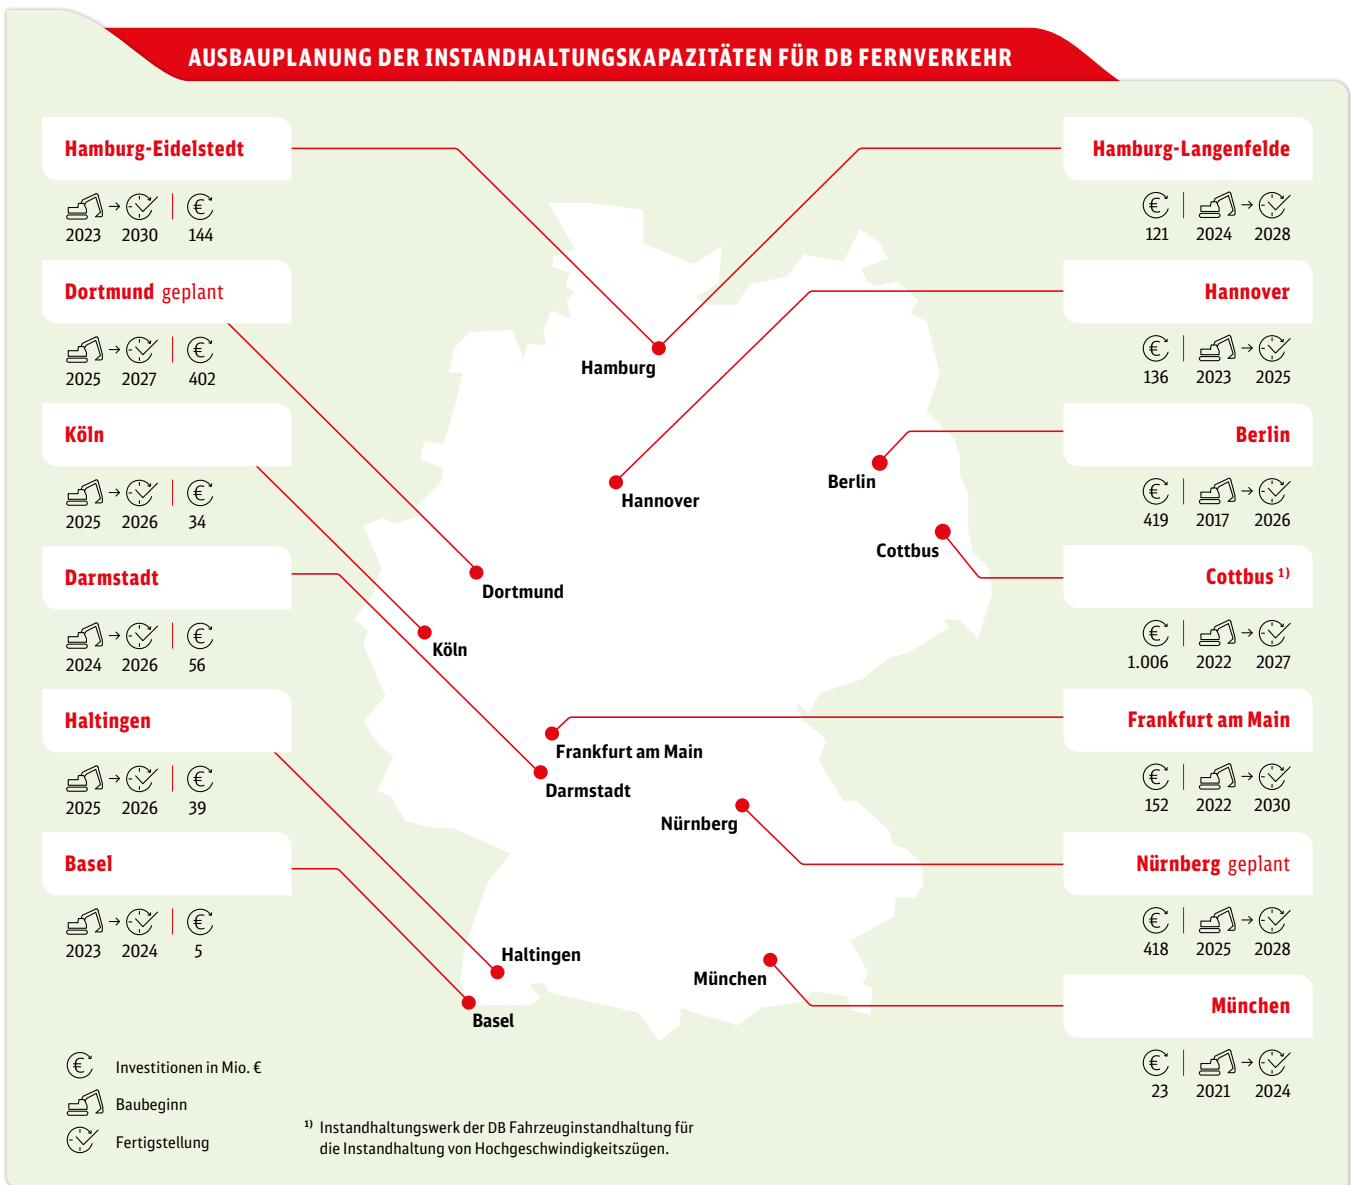 AUSBAUPLANUNG DER INSTANDHALTUNGSKAPAZITÄTEN FÜR DB FERNVERKEHR
Hamburg-Eidelstedt
2023 2030 144
Dortmund geplant
2025 2027 402
Köln
2025 2026 34
Darmstadt
2024 2026 56
Haltingen
2025 2026 39
Basel
2023 2024 5
Hamburg
Hannover
Berlin
Cottbus
Dortmund
Köln
Frankfurt am Main
Darmstadt
Nürnberg
Haltingen
München
Basel
Hamburg-Langenfelde
€ 121 2024 2028
Hannover
€ 136 2023 2025
Berlin
€ 419 2017 2026
Cottbus 1)
€ 1.006 2022 2027
Frankfurt am Main
€ 152 2022 2030
Nürnberg geplant
€ 418 2025 2028
München
€ 23 2021 2024
€ Investitionen in Mio. €
Baubeginn
Fertigstellung
1) Instandhaltungswerk der DB Fahrzeuginstandhaltung für
die Instandhaltung von Hochgeschwindigkeitszügen.